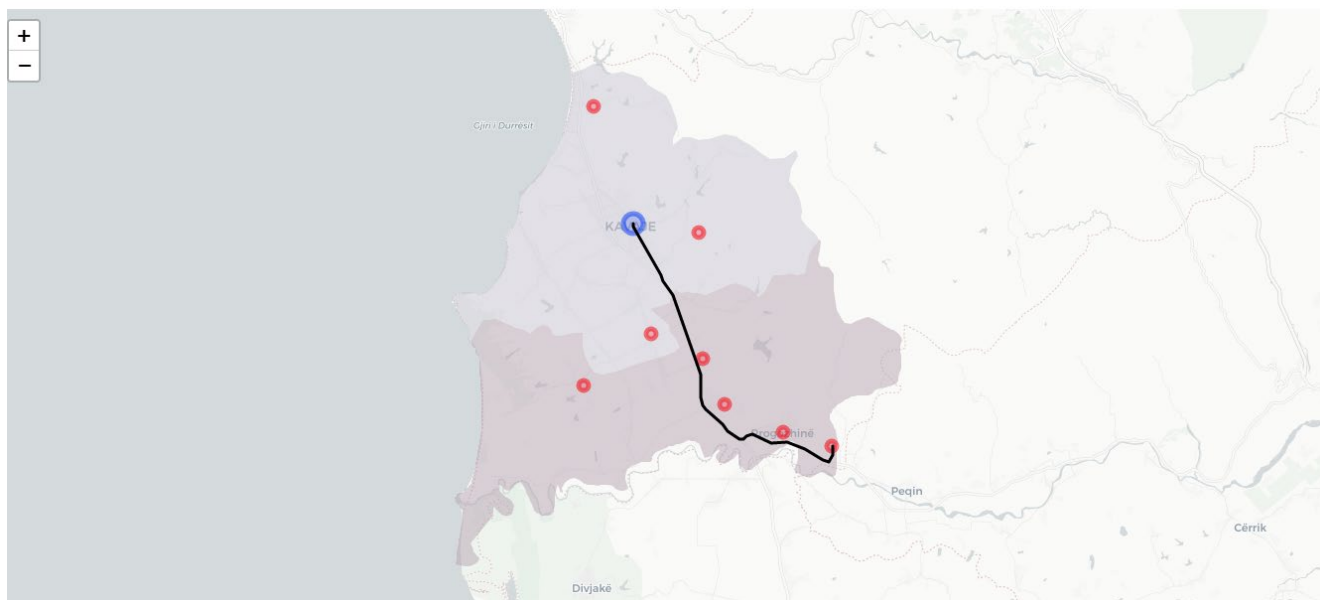 +
−
Gjiri i Durrësit
Peqin
Cërrik
Divjakë